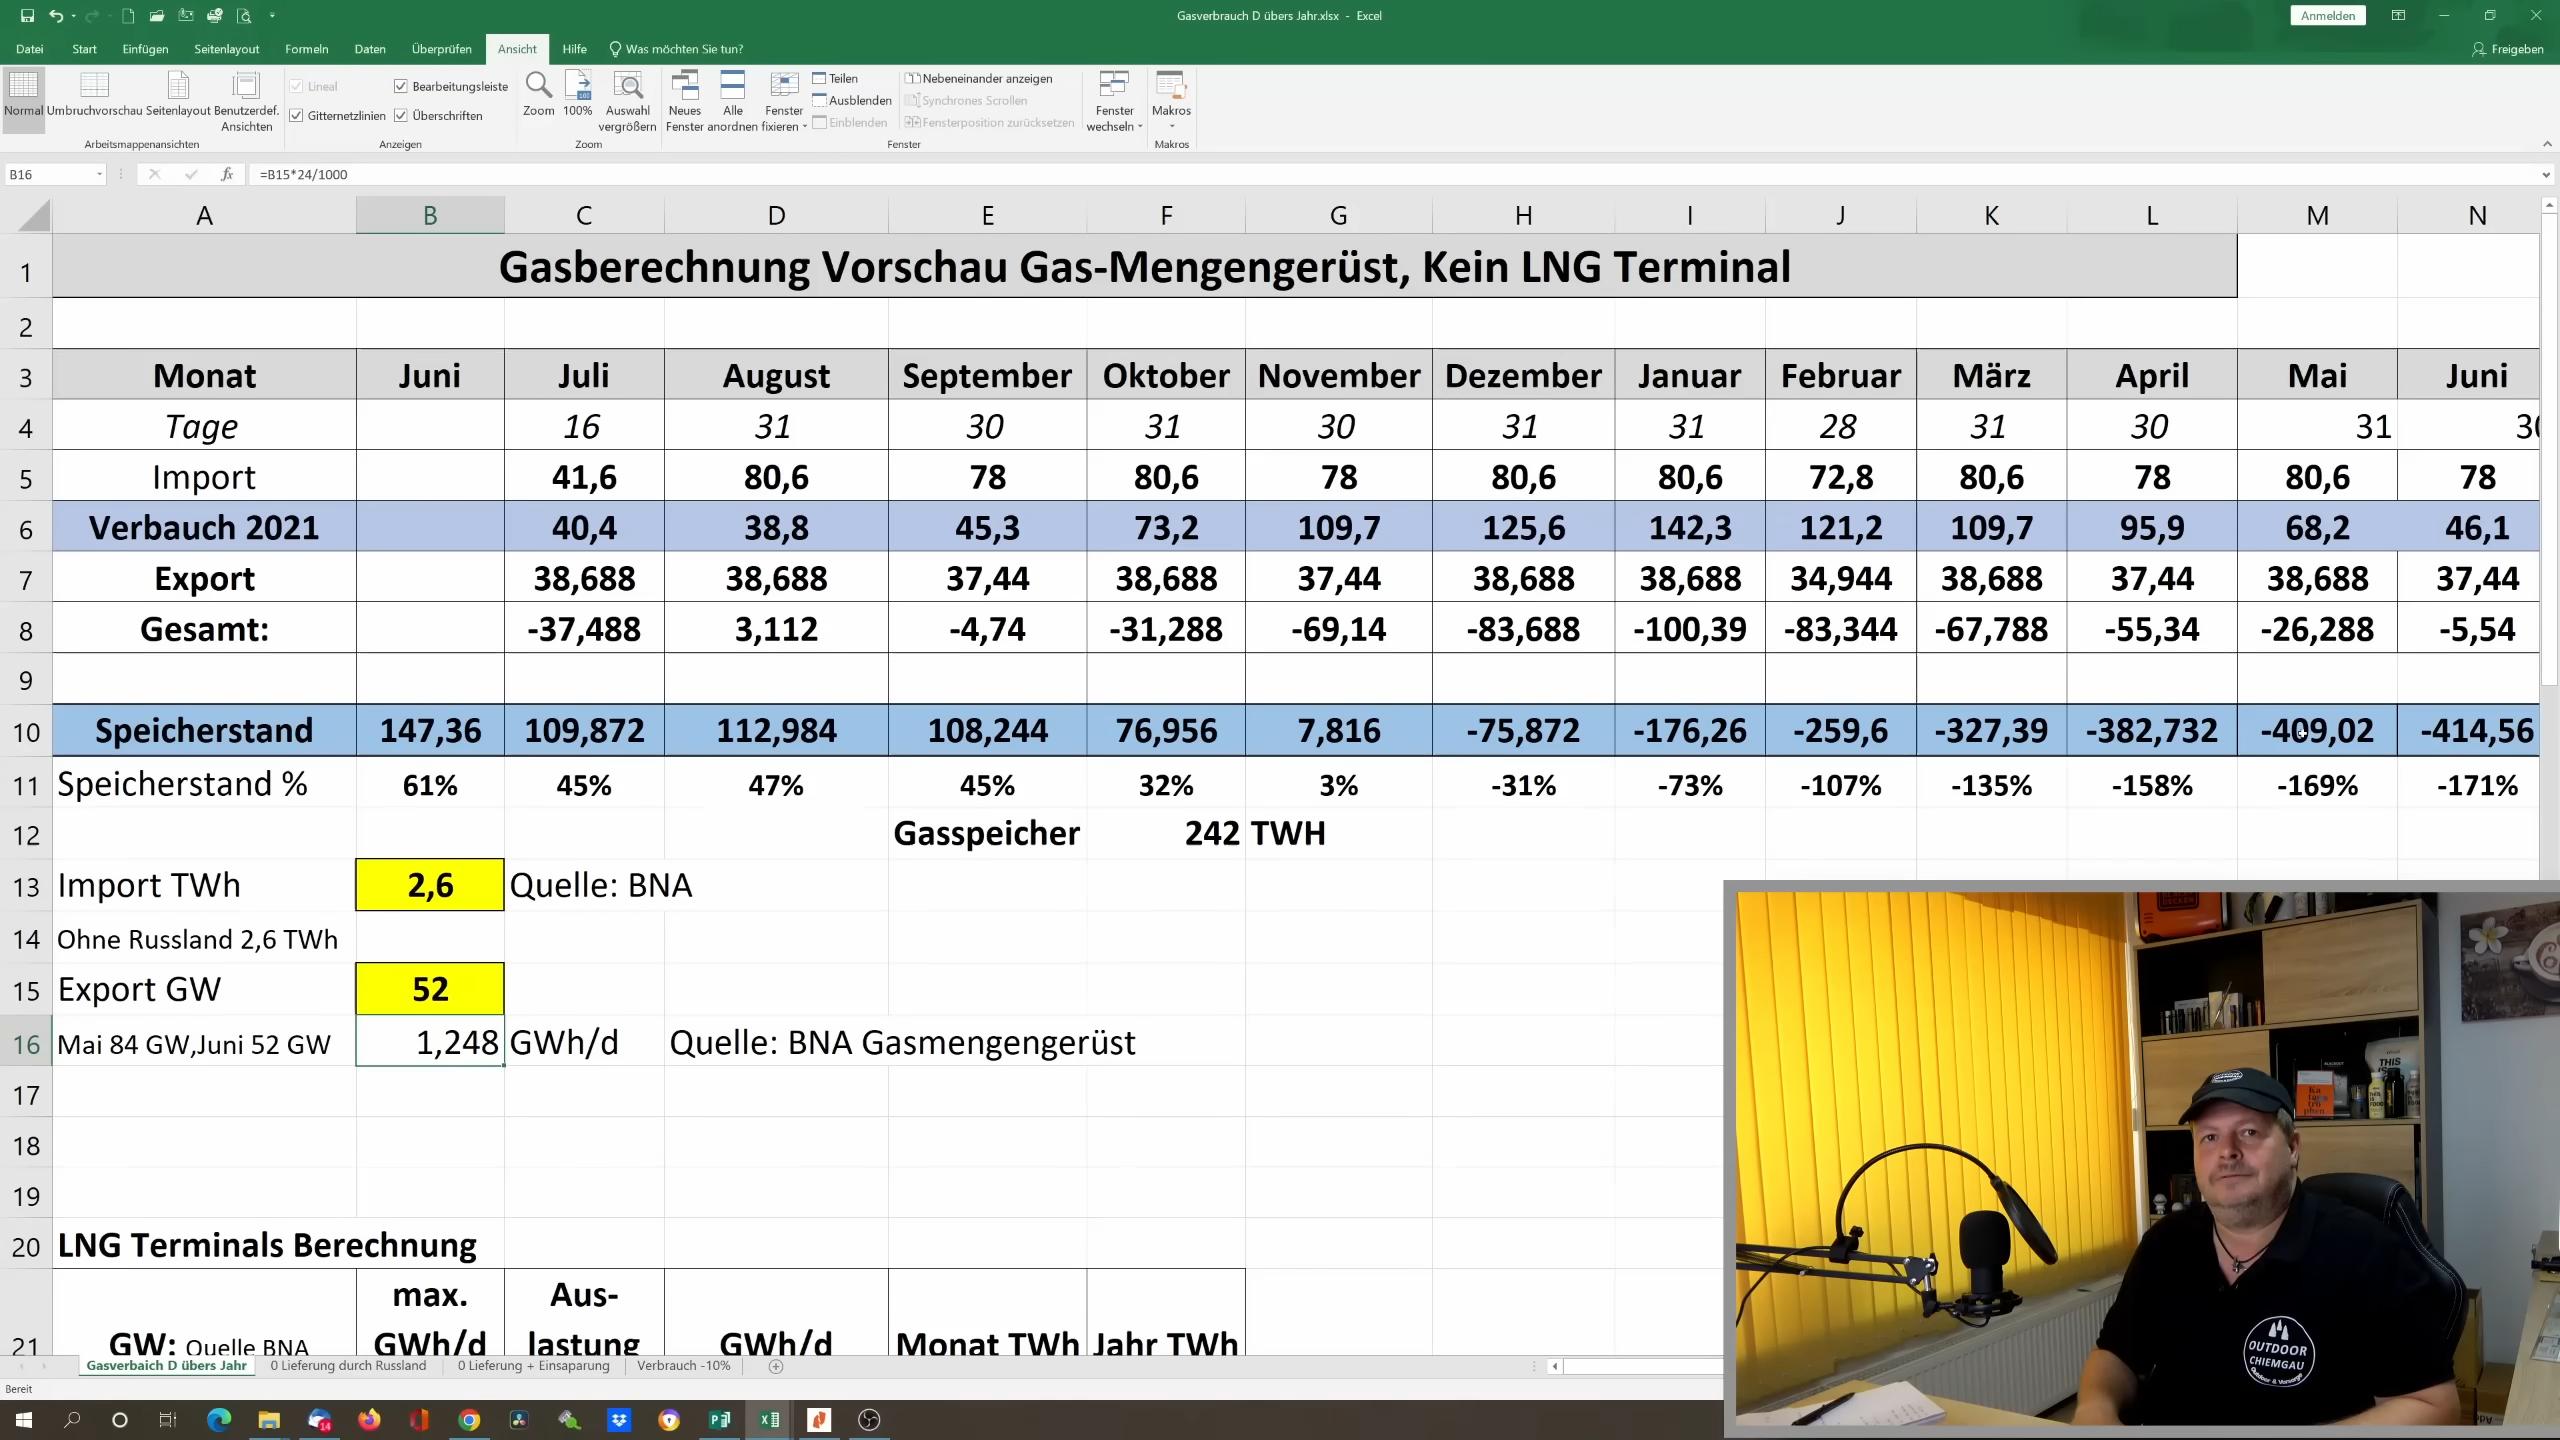 Gasverbrauch D übers Jahr.xlsx - Excel
Anmelden
Datei Start Einfügen Seitenlayout Formeln Daten Überprüfen Ansicht Hilfe Was möchten Sie tun? Freigeben
Normal Umbruchvorschau Seitenlayout Benutzerdef. Ansichten
Arbeitsmappenansichten
Lineal Bearbeitungsleiste
Gitternetzlinien Überschriften
Anzeigen
Zoom 100% Auswahl vergrößern
Zoom
Neues Fenster Alle anordnen Fenster fixieren
Teilen
Ausblenden
Einblenden
Nebeneinander anzeigen
Synchrones Scrollen
Fensterposition zurücksetzen
Fenster wechseln
Fenster
Makros
Makros
B16 fx =B15*24/1000
A B C D E F G H I J K L M N
1 Gasberechnung Vorschau Gas-Mengengerüst, Kein LNG Terminal
2
3 Monat Juni Juli August September Oktober November Dezember Januar Februar März April Mai Juni
4 Tage 16 31 30 31 30 31 31 28 31 30 31
5 Import 41,6 80,6 78 80,6 78 80,6 80,6 72,8 80,6 78 80,6 78
6 Verbauch 2021 40,4 38,8 45,3 73,2 109,7 125,6 142,3 121,2 109,7 95,9 68,2 46,1
7 Export 38,688 38,688 37,44 38,688 37,44 38,688 38,688 34,944 38,688 37,44 38,688 37,44
8 Gesamt: -37,488 3,112 -4,74 -31,288 -69,14 -83,688 -100,39 -83,344 -67,788 -55,34 -26,288 -5,54
9
10 Speicherstand 147,36 109,872 112,984 108,244 76,956 7,816 -75,872 -176,26 -259,6 -327,39 -382,732 -409,02 -414,56
11 Speicherstand % 61% 45% 47% 45% 32% 3% -31% -73% -107% -135% -158% -169% -171%
12 Gasspeicher 242 TWH
13 Import TWh 2,6 Quelle: BNA
14 Ohne Russland 2,6 TWh
15 Export GW 52
16 Mai 84 GW,Juni 52 GW 1,248 GWh/d Quelle: BNA Gasmengengerüst
17
18
19
20 LNG Terminals Berechnung
21 GW: Quelle BNA max. GWh/d Aus-lastung GWh/d Monat TWh Jahr TWh
Gasverbaich D übers Jahr 0 Lieferung durch Russland 0 Lieferung + Einsaparung Verbrauch -10%
Bereit
14
THIS IS
OUTDOOR
CHIEMGAU
Outdoor & Vorsorge